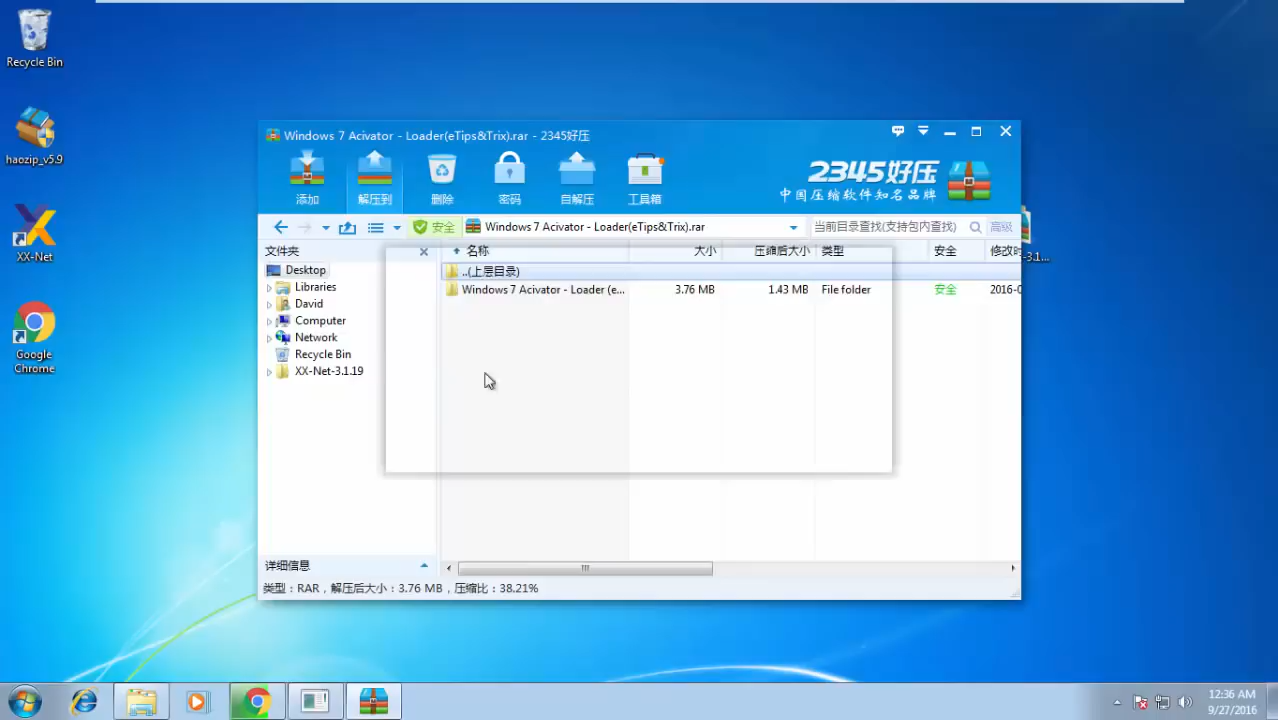 Recycle Bin
haozip_v5.9
XX-Net
Google
Chrome
Windows 7 Acivator - Loader(eTips&Trix).rar - 2345好压
添加
解压到
删除
密码
自解压
工具箱
2345好压
中国压缩软件知名品牌
安全
Windows 7 Acivator - Loader(eTips&Trix).rar
当前目录查找(支持包内查找)
高级
文件夹
名称
大小
压缩后大小
类型
安全
修改时
Desktop
Libraries
David
Computer
Network
Recycle Bin
XX-Net-3.1.19
..(上层目录)
Windows 7 Acivator - Loader (e...
3.76 MB
1.43 MB
File folder
安全
2016-0
-3.1...
详细信息
类型：RAR，解压后大小：3.76 MB，压缩比：38.21%
12:36 AM
9/27/2016